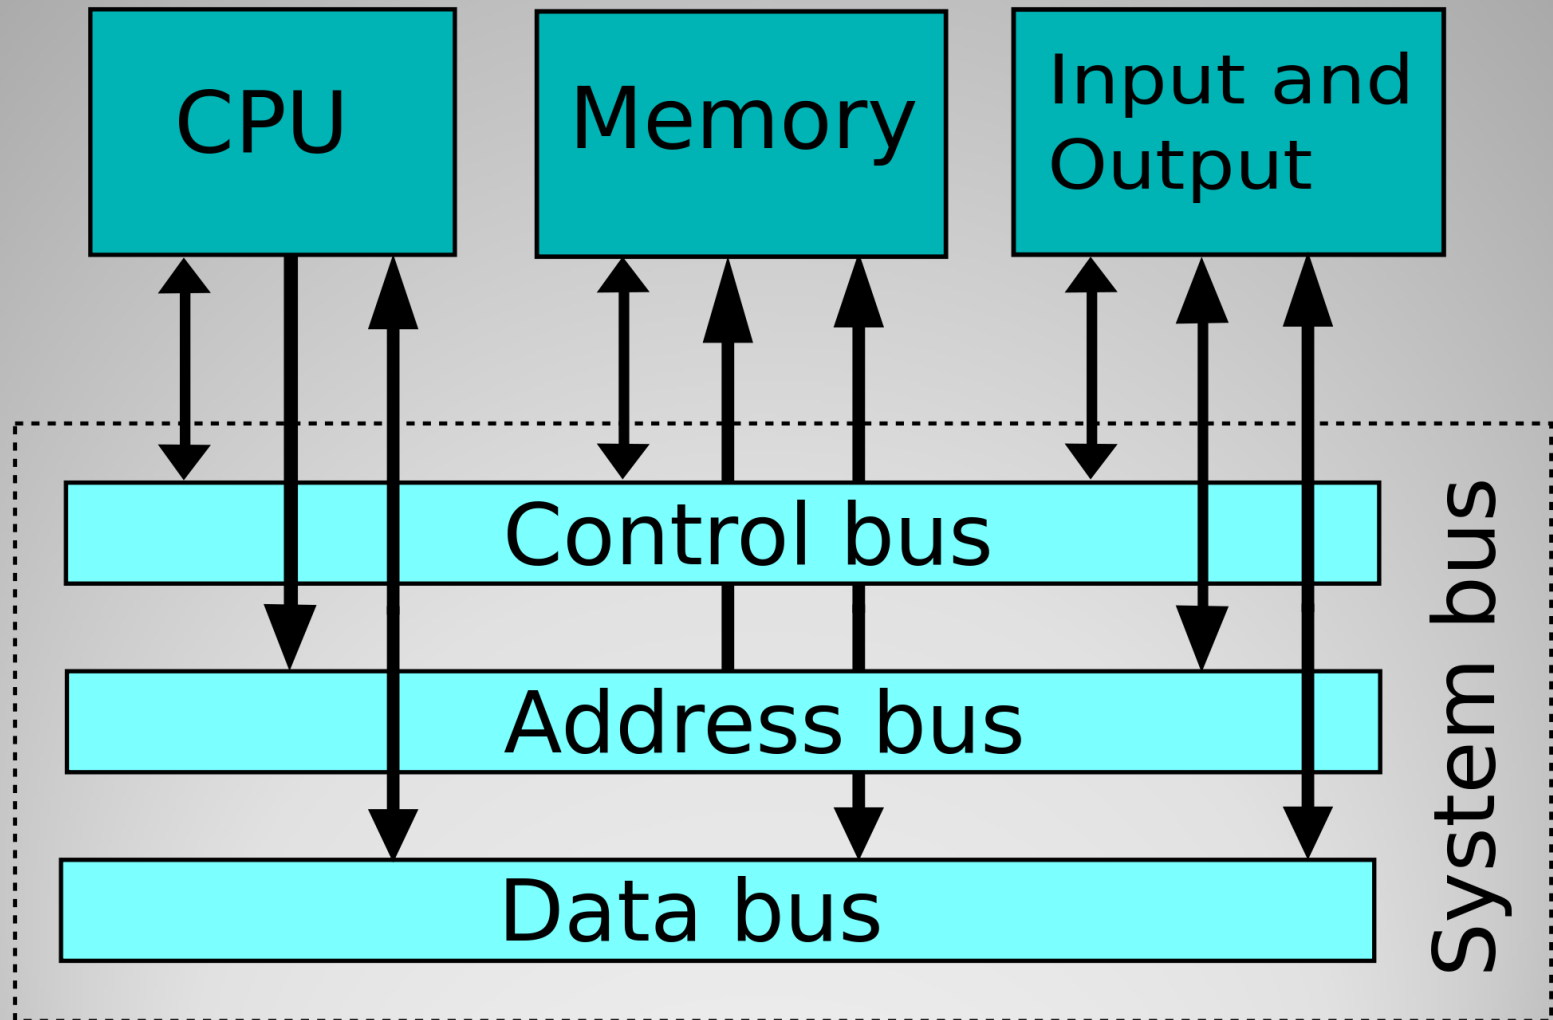 CPU
Memory
Input and
Output
Control bus
Address bus
Data bus
System bus